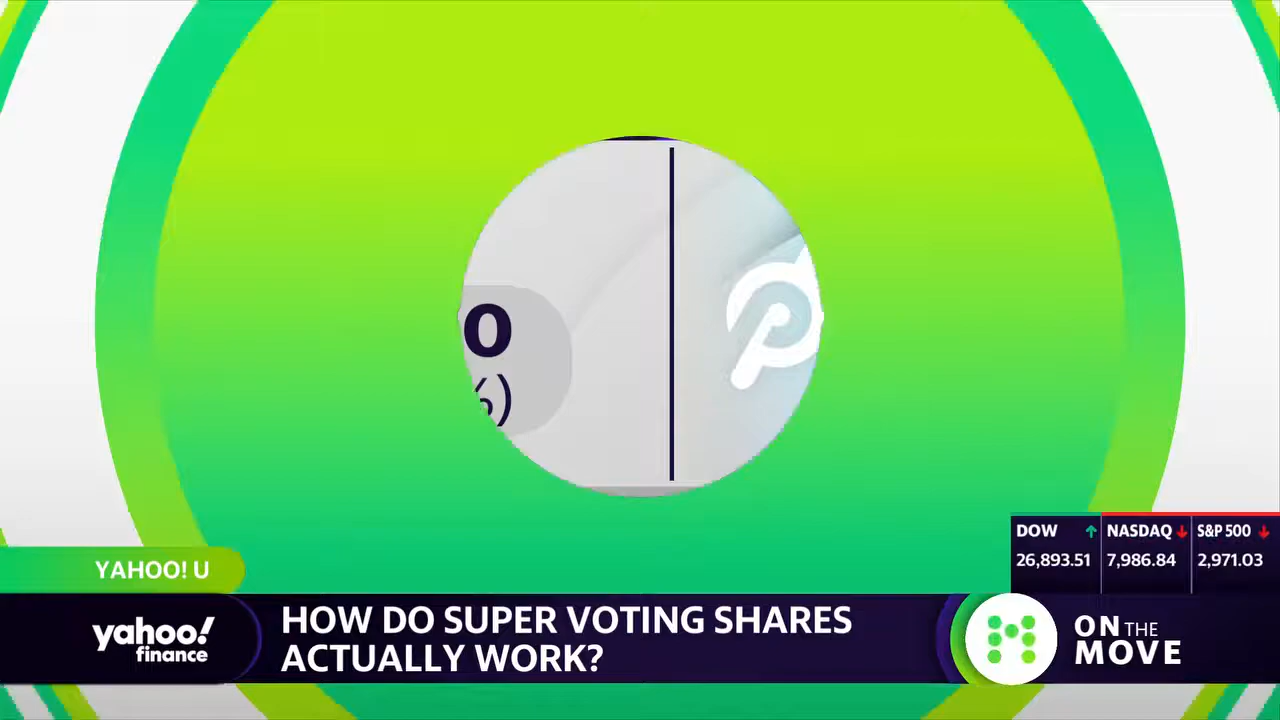 O
%)
YAHOO! U
yahoo!
finance
HOW DO SUPER VOTING SHARES
ACTUALLY WORK?
DOW
26,893.51
NASDAQ
7,986.84
S&P 500
2,971.03
ON THE
MOVE